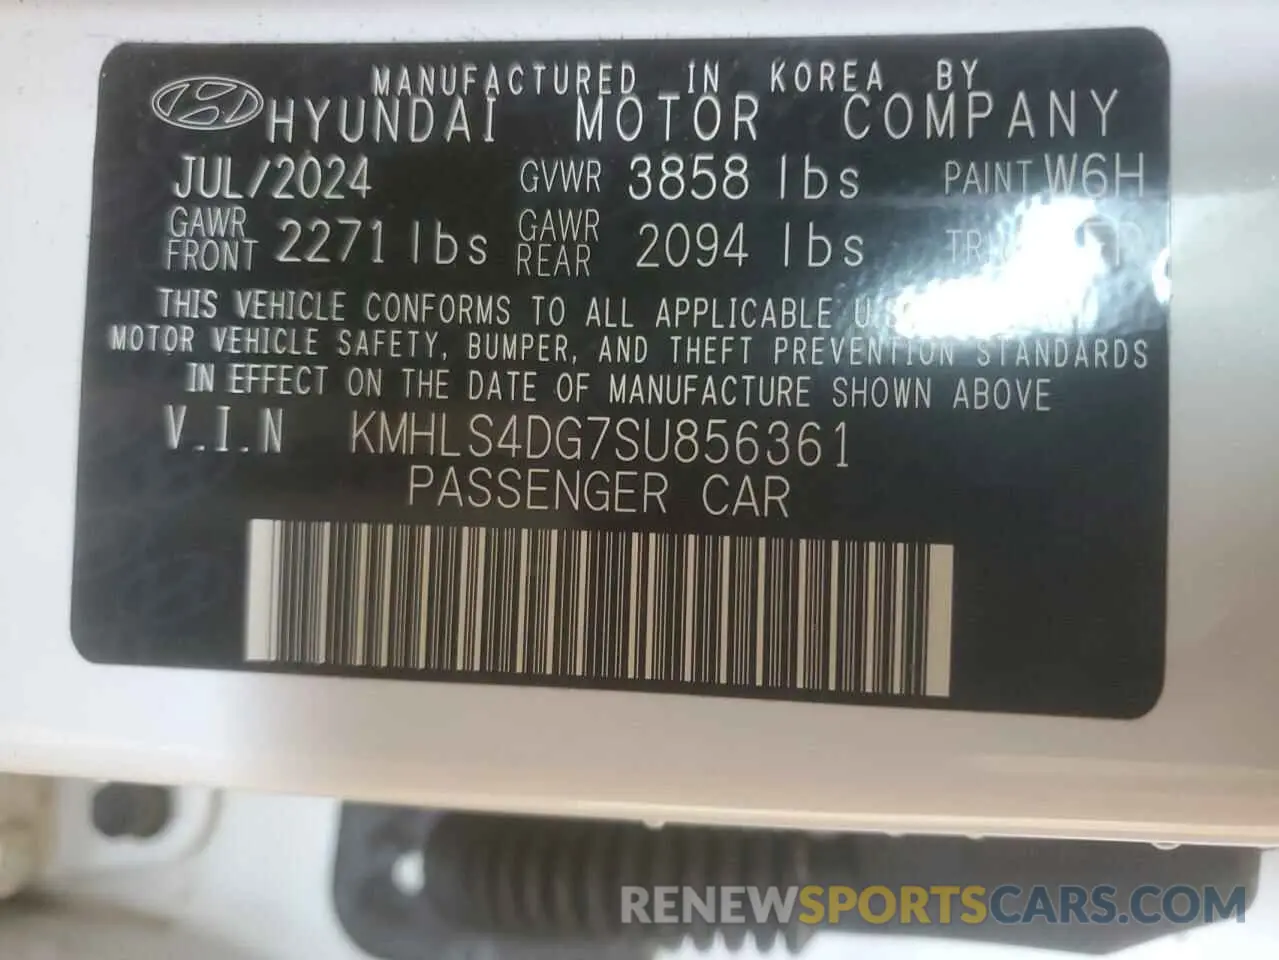 MANUFACTURED IN KOREA BY
HYUNDAI MOTOR COMPANY
JUL/2024 GVWR 3858 lbs PAINT W6H
GAWR FRONT 2271 lbs GAWR REAR 2094 lbs
THIS VEHICLE CONFORMS TO ALL APPLICABLE
MOTOR VEHICLE SAFETY, BUMPER, AND THEFT PREVENTION STANDARDS
IN EFFECT ON THE DATE OF MANUFACTURE SHOWN ABOVE
V.I.N KMHLS4DG7SU856361
PASSENGER CAR
RENEWSPORTSCARS.COM